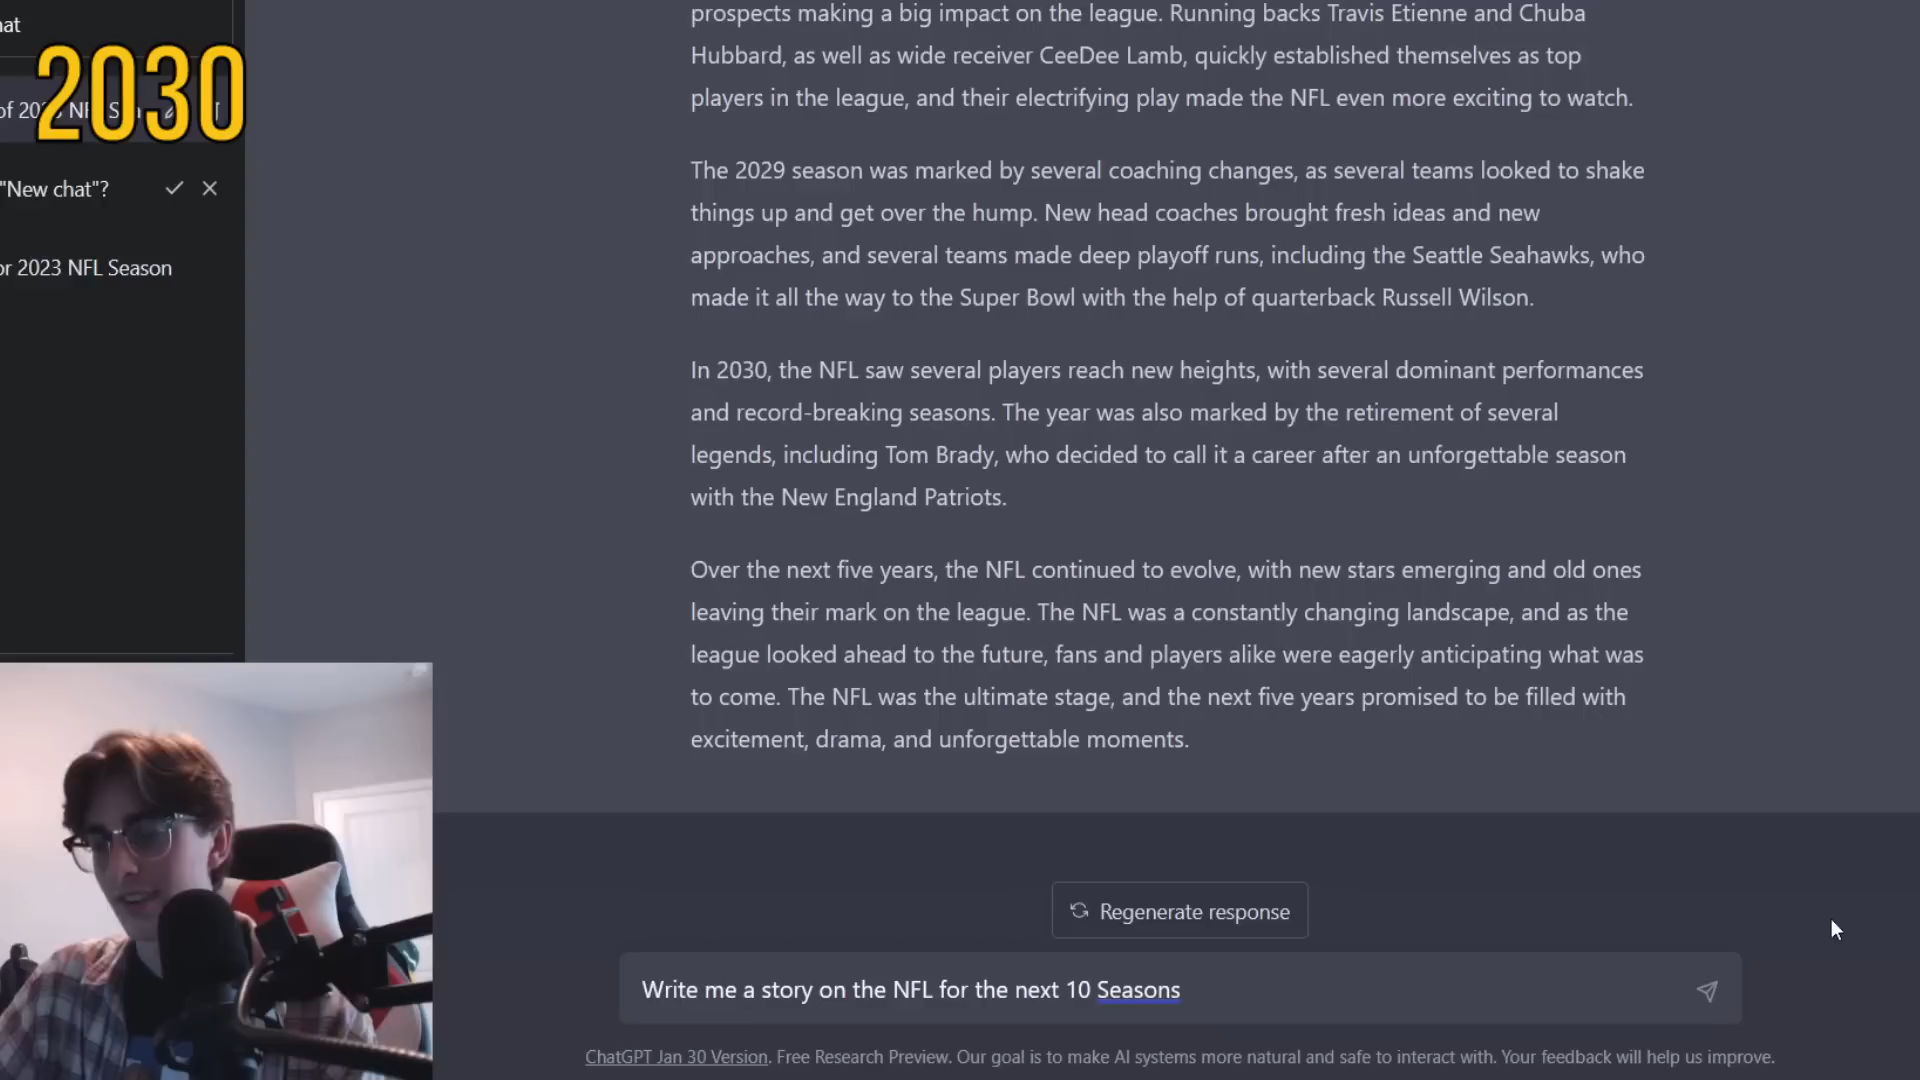 hat
2030
of 20
"New chat"?
or 2023 NFL Season
prospects making a big impact on the league. Running backs Travis Etienne and Chuba
Hubbard, as well as wide receiver CeeDee Lamb, quickly established themselves as top
players in the league, and their electrifying play made the NFL even more exciting to watch.
The 2029 season was marked by several coaching changes, as several teams looked to shake
things up and get over the hump. New head coaches brought fresh ideas and new
approaches, and several teams made deep playoff runs, including the Seattle Seahawks, who
made it all the way to the Super Bowl with the help of quarterback Russell Wilson.
In 2030, the NFL saw several players reach new heights, with several dominant performances
and record-breaking seasons. The year was also marked by the retirement of several
legends, including Tom Brady, who decided to call it a career after an unforgettable season
with the New England Patriots.
Over the next five years, the NFL continued to evolve, with new stars emerging and old ones
leaving their mark on the league. The NFL was a constantly changing landscape, and as the
league looked ahead to the future, fans and players alike were eagerly anticipating what was
to come. The NFL was the ultimate stage, and the next five years promised to be filled with
excitement, drama, and unforgettable moments.
Regenerate response
Write me a story on the NFL for the next 10 Seasons
ChatGPT Jan 30 Version. Free Research Preview. Our goal is to make AI systems more natural and safe to interact with. Your feedback will help us improve.